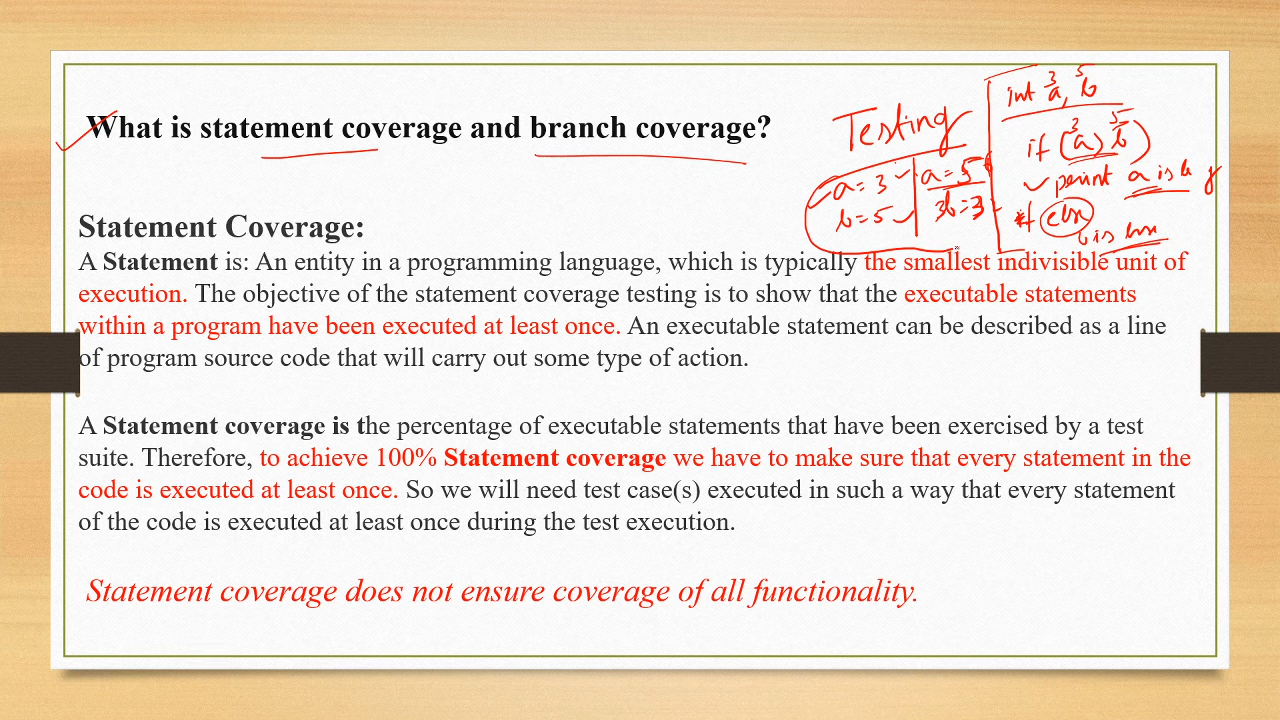 What is statement coverage and branch coverage?
Testing
a = 3
b = 5
a = 5
3b = 3
int a, b
3 5
if (a) b)
3 5
print a is
else
b is
Statement Coverage:
A Statement is: An entity in a programming language, which is typically the smallest indivisible unit of
execution. The objective of the statement coverage testing is to show that the executable statements
within a program have been executed at least once. An executable statement can be described as a line
of program source code that will carry out some type of action.
A Statement coverage is the percentage of executable statements that have been exercised by a test
suite. Therefore, to achieve 100% Statement coverage we have to make sure that every statement in the
code is executed at least once. So we will need test case(s) executed in such a way that every statement
of the code is executed at least once during the test execution.
Statement coverage does not ensure coverage of all functionality.